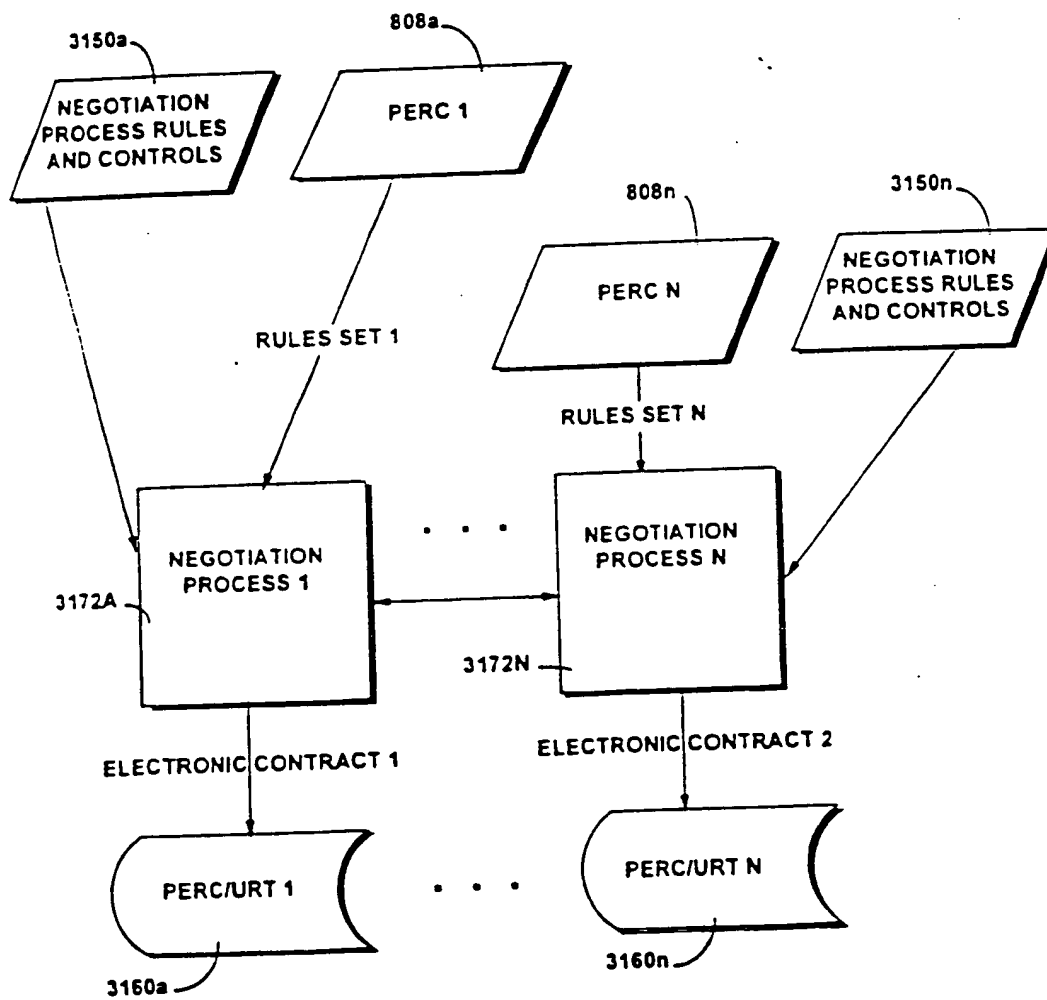 3150a
808a
NEGOTIATION
PROCESS RULES
AND CONTROLS
PERC 1
808n
3150n
PERC N
NEGOTIATION
PROCESS RULES
AND CONTROLS
RULES SET 1
RULES SET N
NEGOTIATION
PROCESS 1
. . .
NEGOTIATION
PROCESS N
3172A
3172N
ELECTRONIC CONTRACT 1
ELECTRONIC CONTRACT 2
PERC/URT 1
. . .
PERC/URT N
3160a
3160n